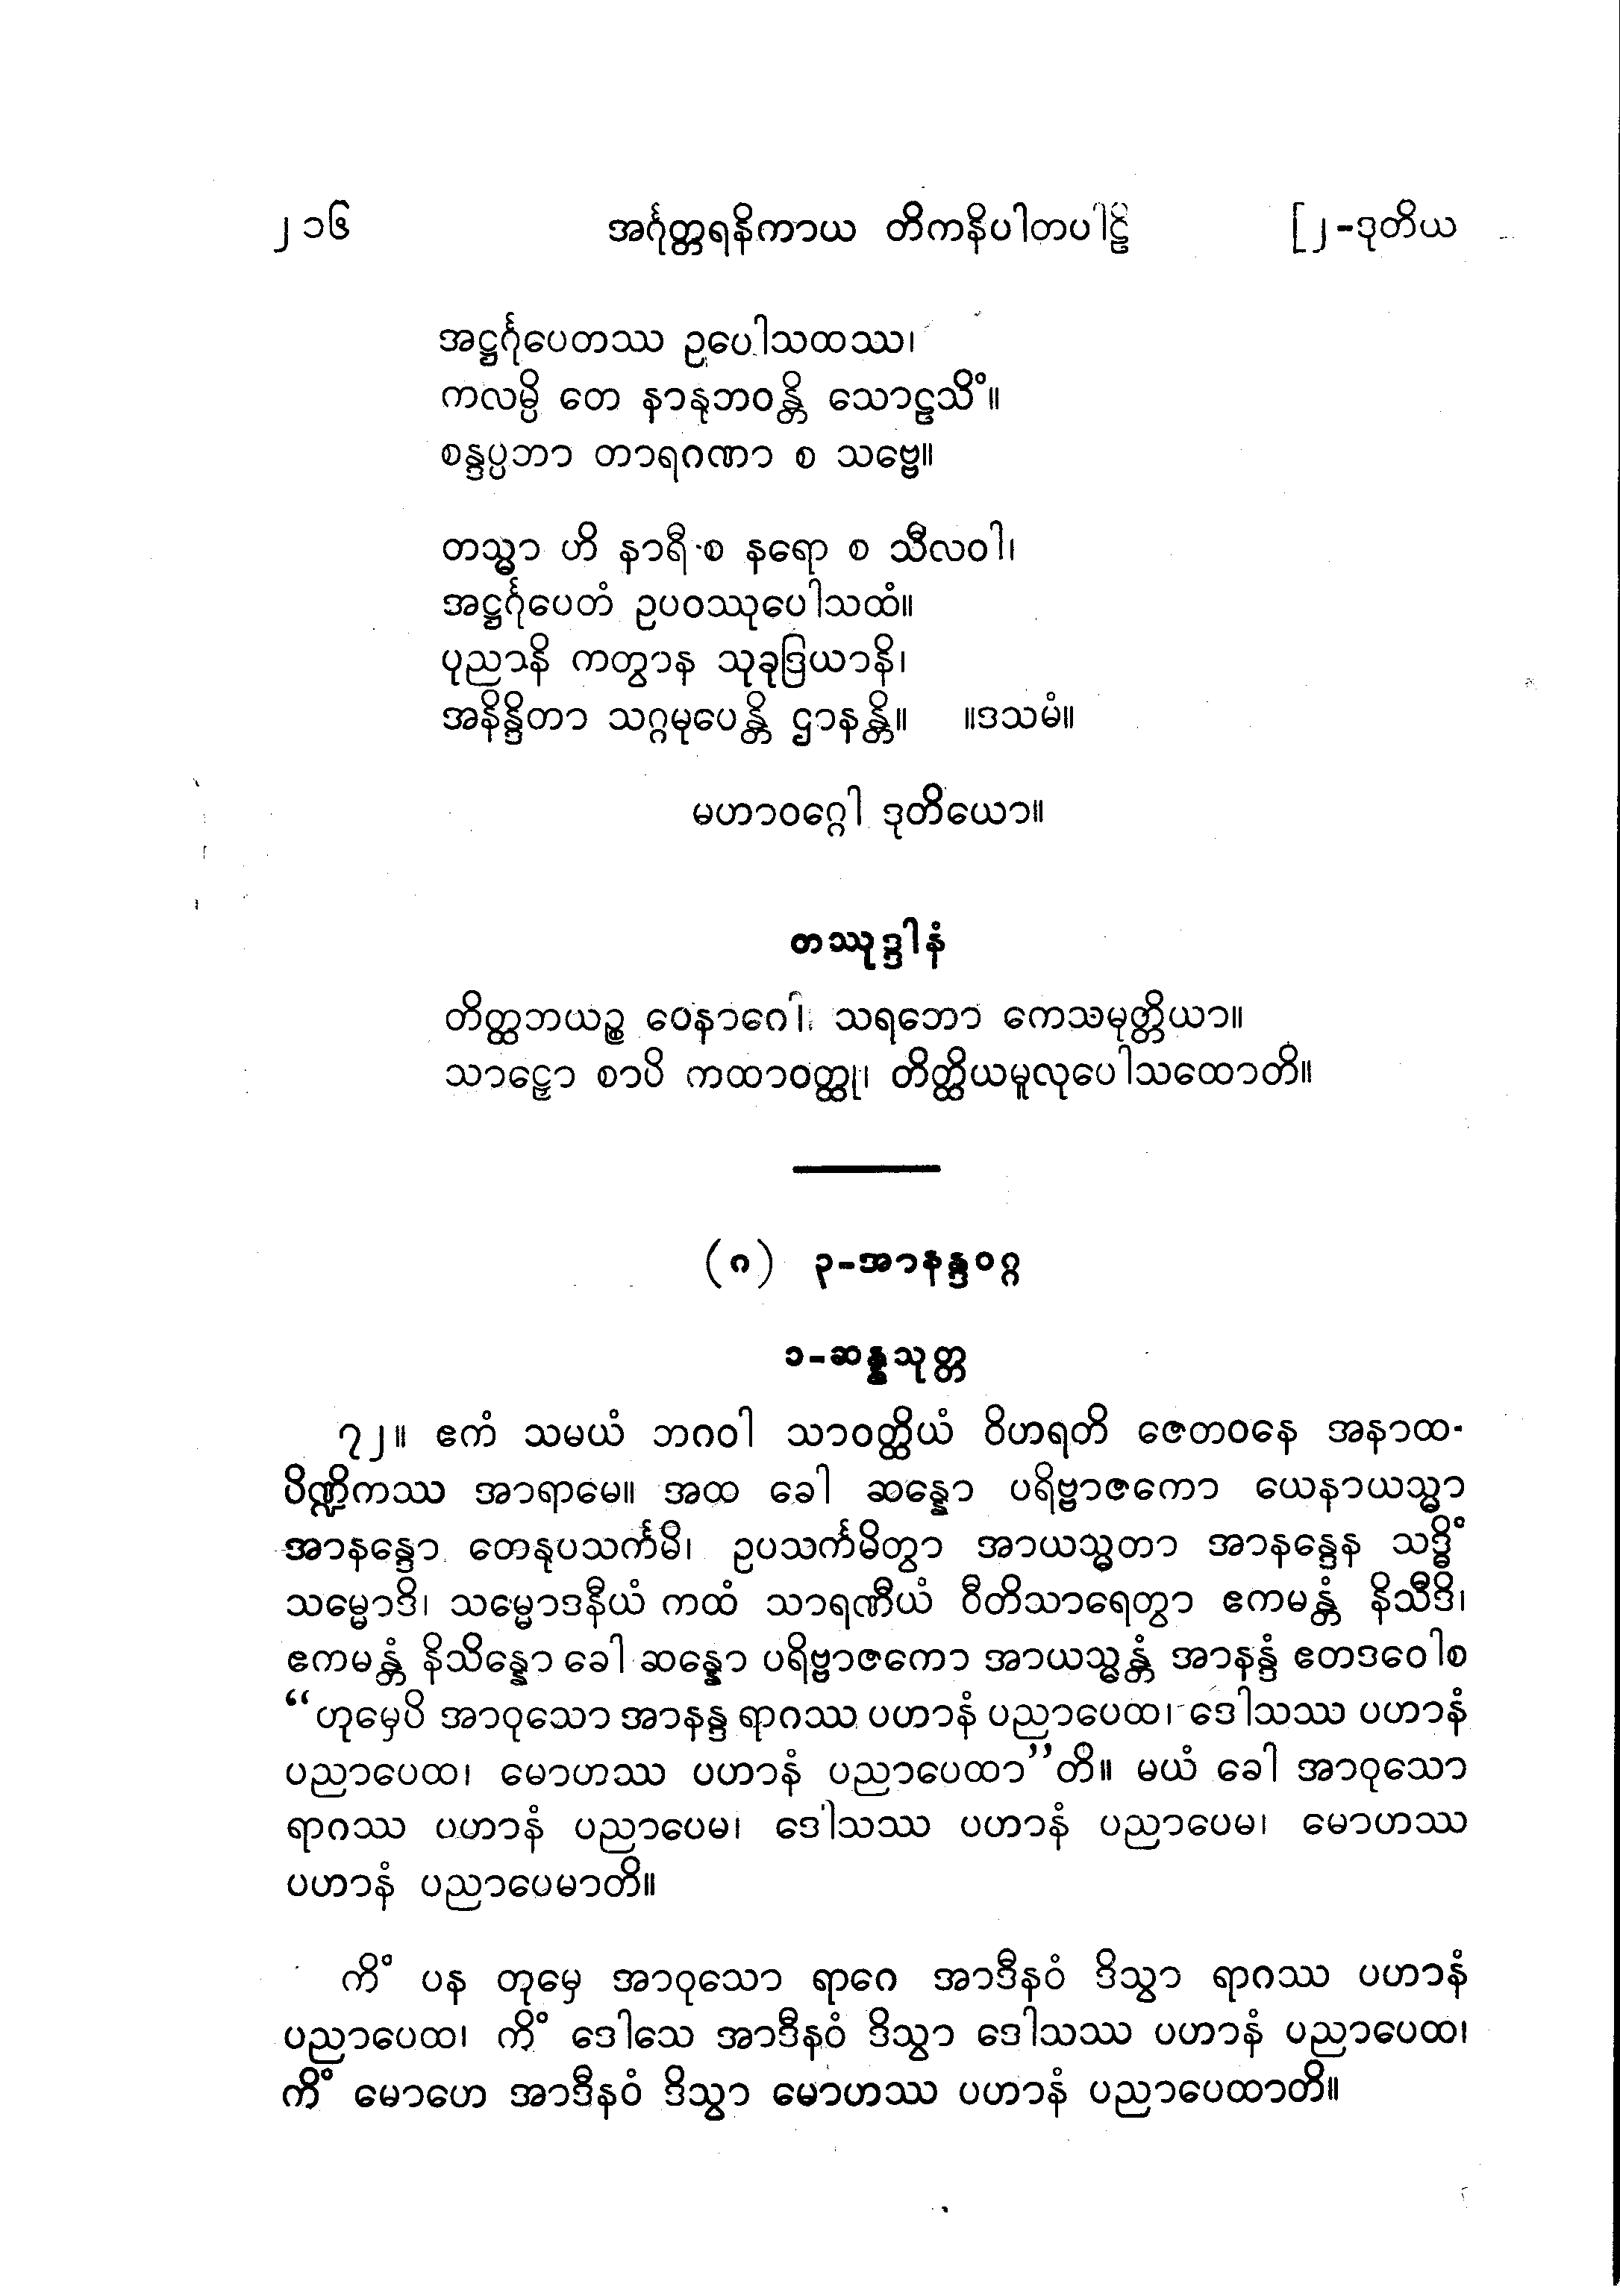 ၂၁၆ အင်္ဂုတ္တရနိကာယ တိကနိပါတပါဠိ [၂-ဒုတိယ
အဋ္ဌင်္ဂုပေတဿ ဥပေါသထဿ၊
ကလမ္ပိ တေ နာနုဘဝန္တိ သောဠသိံ။
စန္ဒပ္ပဘာ တာရဂဏာ စ သဗ္ဗေ။
တသ္မာ ဟိ နာရီ စ နရော စ သီလဝါ၊
အဋ္ဌင်္ဂုပေတံ ဥပဝဿုပေါသထံ။
ပုညာနိ ကတွာန သုခုဒြယာနိ၊
အနိန္ဒိတာ သဂ္ဂမုပေန္တိ ဌာနန္တိ။ ။ဒသမံ။
မဟာဝဂ္ဂေါ ဒုတိယော။
တဿုဒ္ဒါနံ
တိတ္ထဘယဉ္စ ဝေနာဂေါ၊ သရဘော ကေသမုတ္တိယာ။
သာဠှော စာပိ ကထာဝတ္ထု၊ တိတ္ထိယမူလုပေါသထောတိ။
(ဂ) ၃-အာနန္ဒဝဂ္ဂ
၁-ဆန္နသုတ္တ
၇၂။ ဧကံ သမယံ ဘဂဝါ သာဝတ္ထိယံ ဝိဟရတိ ဇေတဝနေ အနာထ-
ပိဏ္ဍိကဿ အာရာမေ။ အထ ခေါ ဆန္နော ပရိဗ္ဗာဇကော ယေနာယသ္မာ
အာနန္ဒော တေနုပသင်္ကမိ၊ ဥပသင်္ကမိတွာ အာယသ္မတာ အာနန္ဒေန သဒ္ဓိံ
သမ္မောဒိ၊ သမ္မောဒနီယံ ကထံ သာရဏီယံ ဝီတိသာရေတွာ ဧကမန္တံ နိသီဒိ၊
ဧကမန္တံ နိသိန္နော ခေါ ဆန္နော ပရိဗ္ဗာဇကော အာယသ္မန္တံ အာနန္ဒံ ဧတဒဝေါစ
“ဟုမှေပိ အာဝုသော အာနန္ဒ ရာဂဿ ပဟာနံ ပညာပေထ၊ ဒေါသဿ ပဟာနံ
ပညာပေထ၊ မောဟဿ ပဟာနံ ပညာပေထာ”တိ။ မယံ ခေါ အာဝုသော
ရာဂဿ ပဟာနံ ပညာပေမ၊ ဒေါသဿ ပဟာနံ ပညာပေမ၊ မောဟဿ
ပဟာနံ ပညာပေမာတိ။
ကိံ ပန တုမှေ အာဝုသော ရာဂေ အာဒီနဝံ ဒိသွာ ရာဂဿ ပဟာနံ
ပညာပေထ၊ ကိံ ဒေါသေ အာဒီနဝံ ဒိသွာ ဒေါသဿ ပဟာနံ ပညာပေထ၊
ကိံ မောဟေ အာဒီနဝံ ဒိသွာ မောဟဿ ပဟာနံ ပညာပေထာတိ။